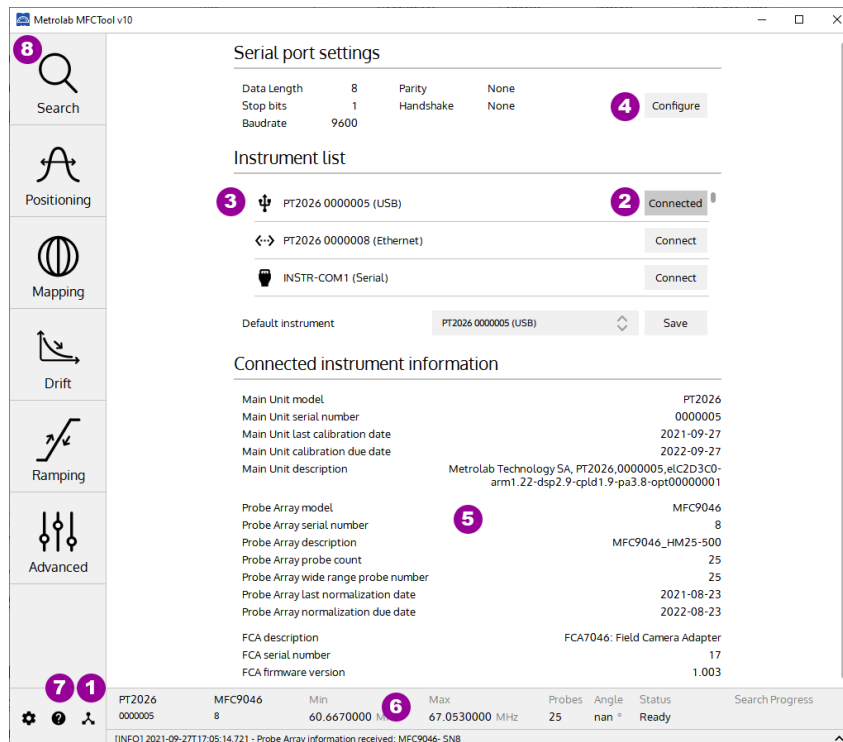 Metrolab MFCTool v10
8
Search
Positioning
Mapping
Drift
Ramping
Advanced
Serial port settings
Data Length 8 Parity None
Stop bits 1 Handshake None
Baudrate 9600
4 Configure
Instrument list
3 PT2026 0000005 (USB) 2 Connected
PT2026 0000008 (Ethernet) Connect
INSTR-COM1 (Serial) Connect
Default instrument PT2026 0000005 (USB) Save
Connected instrument information
Main Unit model PT2026
Main Unit serial number 0000005
Main Unit last calibration date 2021-09-27
Main Unit calibration due date 2022-09-27
Main Unit description Metrolab Technology SA, PT2026,0000005,elC2D3C0-
arm1.22-dsp2.9-cpld1.9-pa3.8-opt00000001
Probe Array model MFC9046
5
Probe Array serial number 8
Probe Array description MFC9046_HM25-500
Probe Array probe count 25
Probe Array wide range probe number 25
Probe Array last normalization date 2021-08-23
Probe Array normalization due date 2022-08-23
FCA description FCA7046: Field Camera Adapter
FCA serial number 17
FCA firmware version 1.003
7 1
PT2026 MFC9046 Min Max Probes Angle Status Search Progress
6
0000005 8 60.6670000 67.0530000 MHz 25 nan ° Ready
[INFO] 2021-09-27T17:05:14.721 - Probe Array information received: MFC9046- SN8